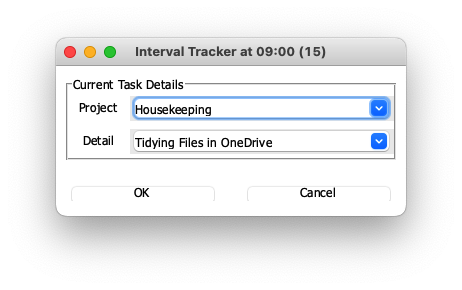 Interval Tracker at 09:00 (15)
Current Task Details
Project Housekeeping
Detail Tidying Files in OneDrive
OK Cancel